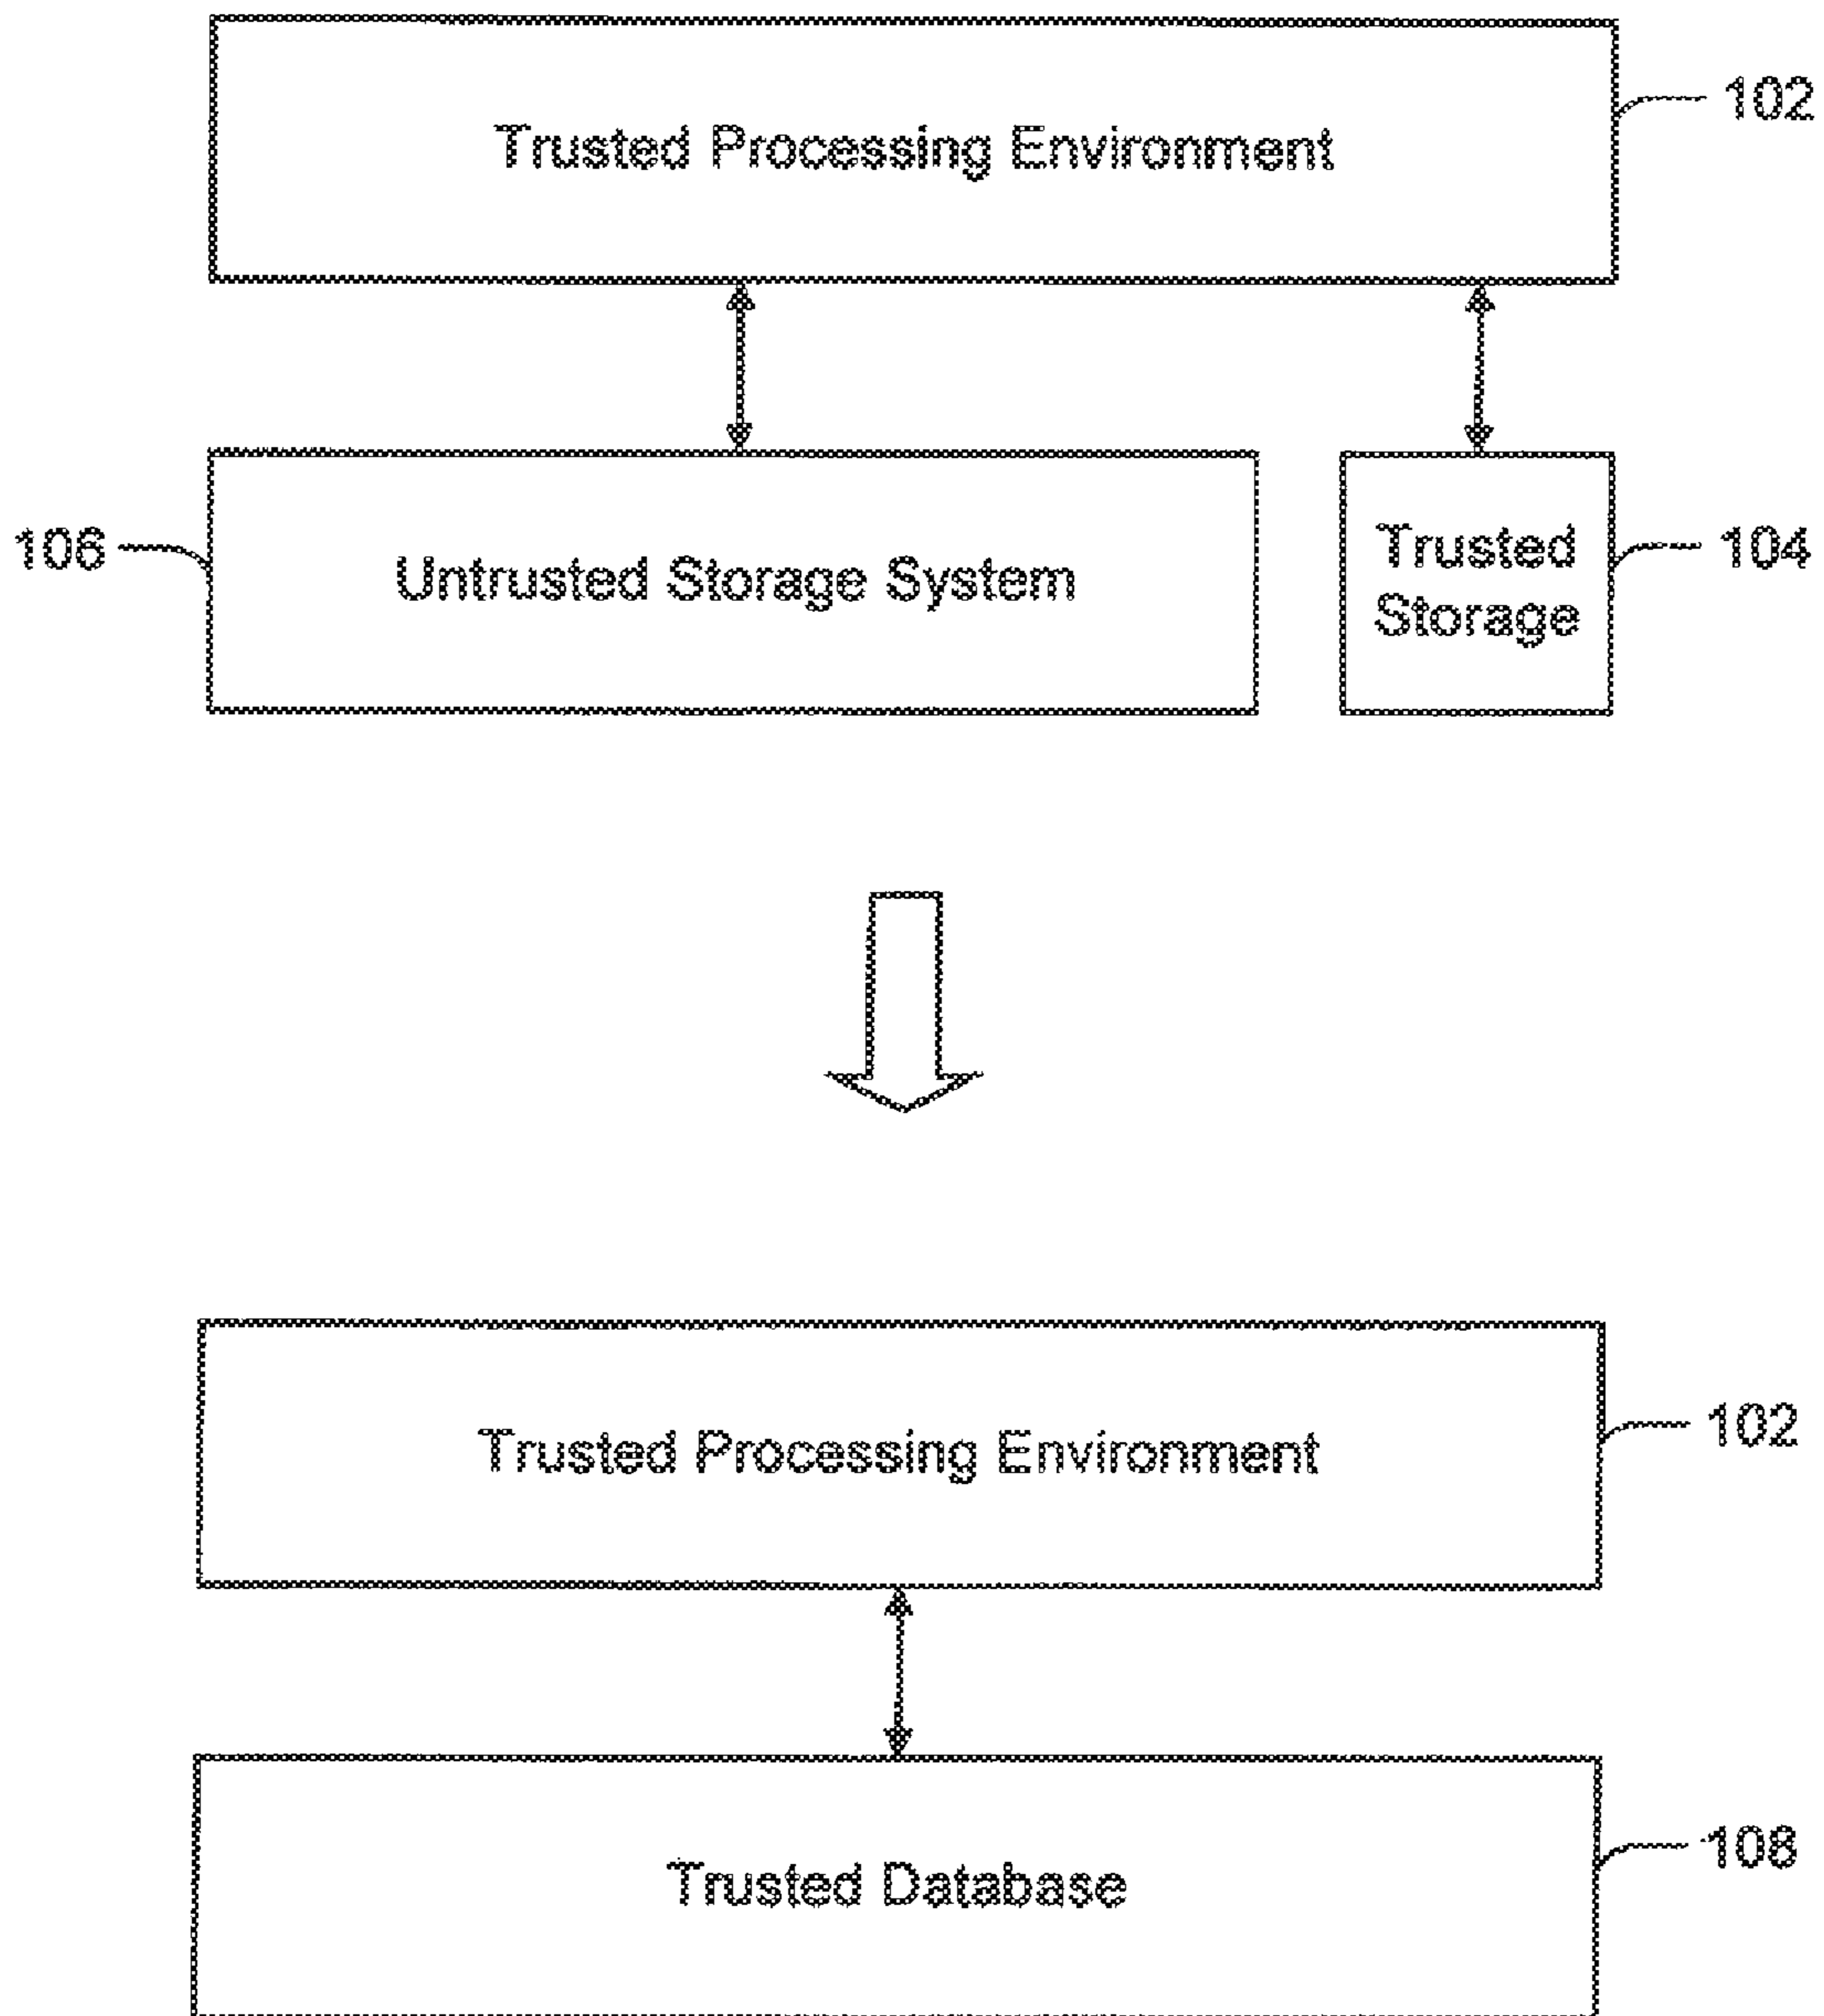 Trusted Processing Environment
102
Untrusted Storage System
106
Trusted
Storage
104
Trusted Processing Environment
102
Trusted Database
108